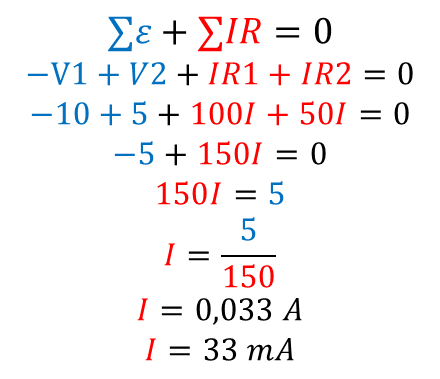 ∑ε + ∑IR = 0
−V1 + V2 + IR1 + IR2 = 0
−10 + 5 + 100I + 50I = 0
−5 + 150I = 0
150I = 5
I = 5/150
I = 0,033 A
I = 33 mA